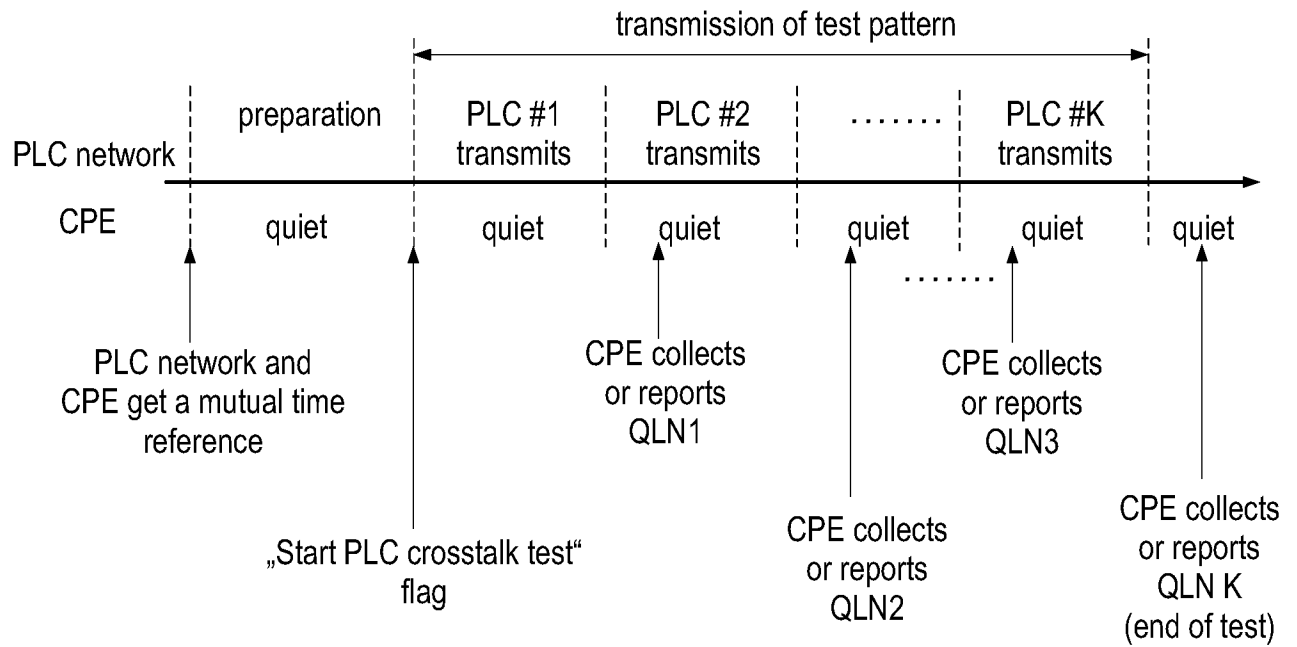 transmission of test pattern
preparation
PLC #1
transmits
PLC #2
transmits
........
PLC #K
transmits
PLC network
CPE
quiet
quiet
quiet
quiet
quiet
quiet
........
PLC network and
CPE get a mutual time
reference
„Start PLC crosstalk test“
flag
CPE collects
or reports
QLN1
CPE collects
or reports
QLN2
CPE collects
or reports
QLN3
CPE collects
or reports
QLN K
(end of test)